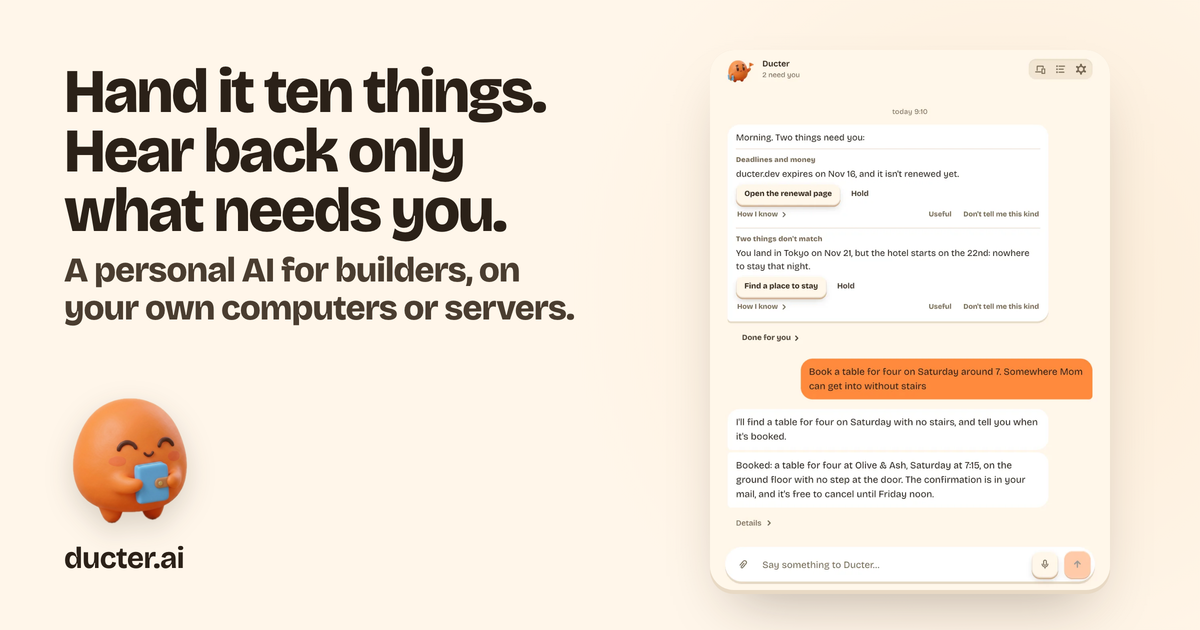 Hand it ten things.
Hear back only
what needs you.
A personal AI for builders, on
your own computers or servers.
ducter.ai
Ducter
2 need you
today 9:10
Morning. Two things need you:
Deadlines and money
ducter.dev expires on Nov 16, and it isn't renewed yet.
Open the renewal page Hold
How I know Useful Don't tell me this kind
Two things don't match
You land in Tokyo on Nov 21, but the hotel starts on the 22nd: nowhere
to stay that night.
Find a place to stay Hold
How I know Useful Don't tell me this kind
Done for you
Book a table for four on Saturday around 7. Somewhere Mom
can get into without stairs
I'll find a table for four on Saturday with no stairs, and tell you when
it's booked.
Booked: a table for four at Olive & Ash, Saturday at 7:15, on the
ground floor with no step at the door. The confirmation is in your
mail, and it's free to cancel until Friday noon.
Details
Say something to Ducter...